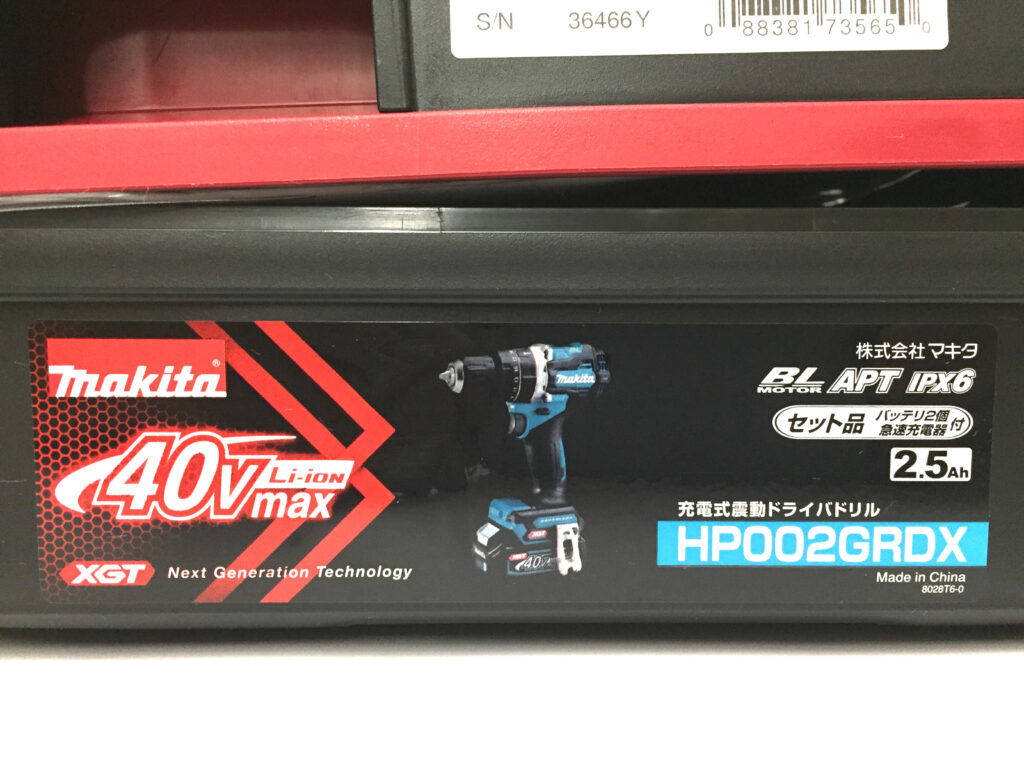 S/N 36466Y
0 88381 73565 0
makita®
40Vmax Li-ion
XGT Next Generation Technology
makita
40V
株式会社 マキタ
BL MOTOR APT IPX6
セット品 バッテリ2個 急速充電器 付
2.5Ah
充電式震動ドライバドリル
HP002GRDX
Made in China
8028T6-0